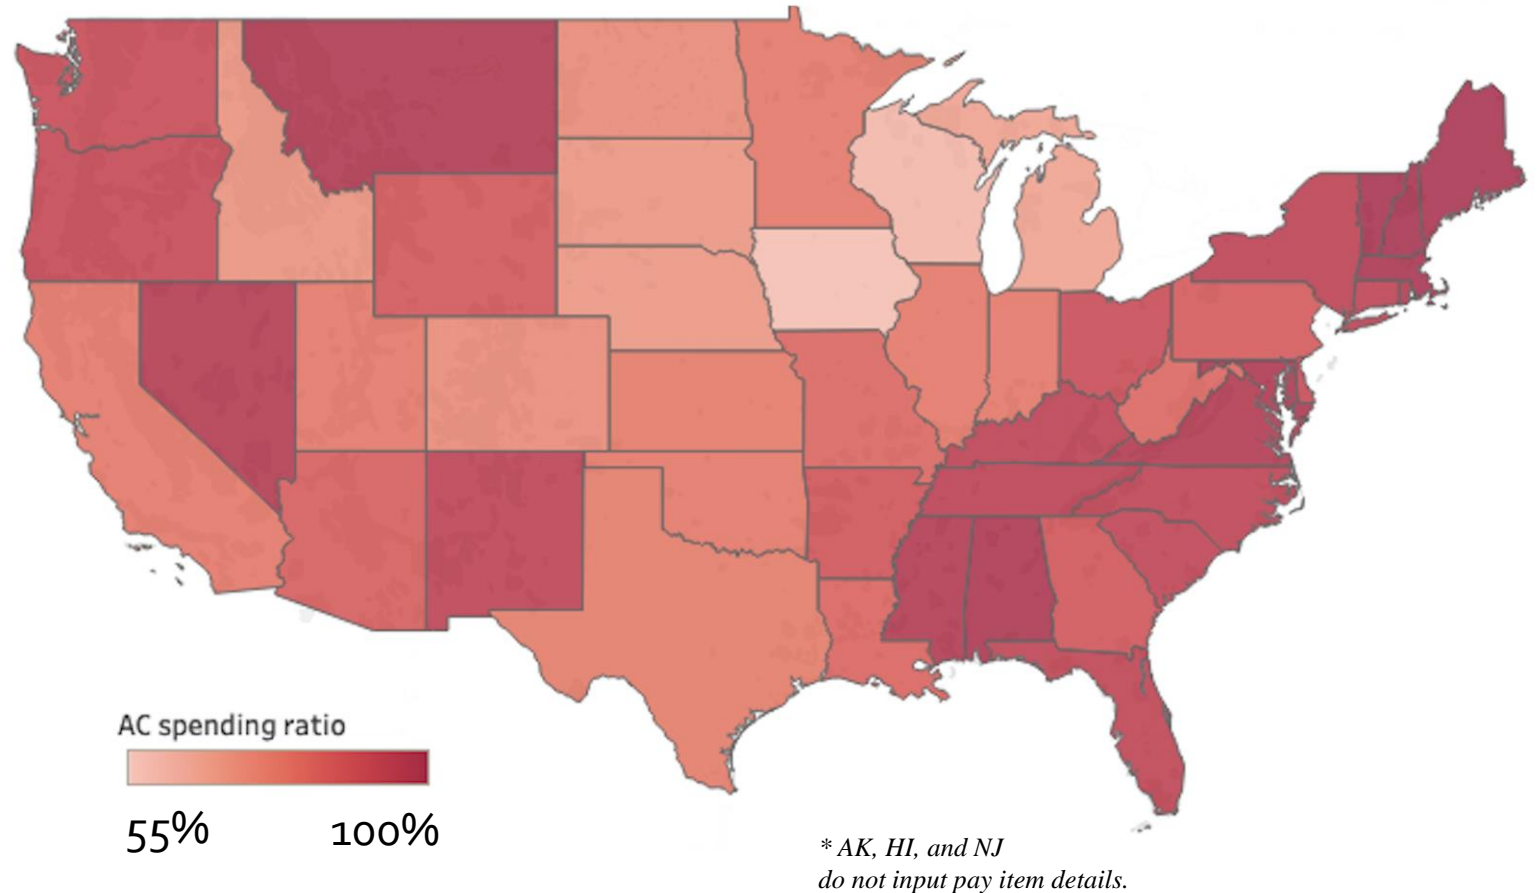 AC spending ratio
55% 100%
* AK, HI, and NJ
do not input pay item details.